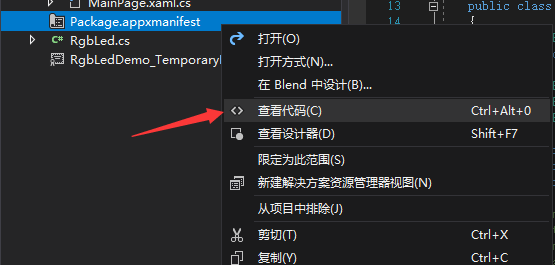 MainPage.xaml.cs
Package.appxmanifest
RgbLed.cs
RgbLedDemo_Temporary
13
public class
14
{
打开(O)
打开方式(N)...
在 Blend 中设计(B)...
查看代码(C) Ctrl+Alt+0
查看设计器(D) Shift+F7
限定为此范围(S)
新建解决方案资源管理器视图(N)
从项目中排除(J)
剪切(T) Ctrl+X
复制(Y) Ctrl+C